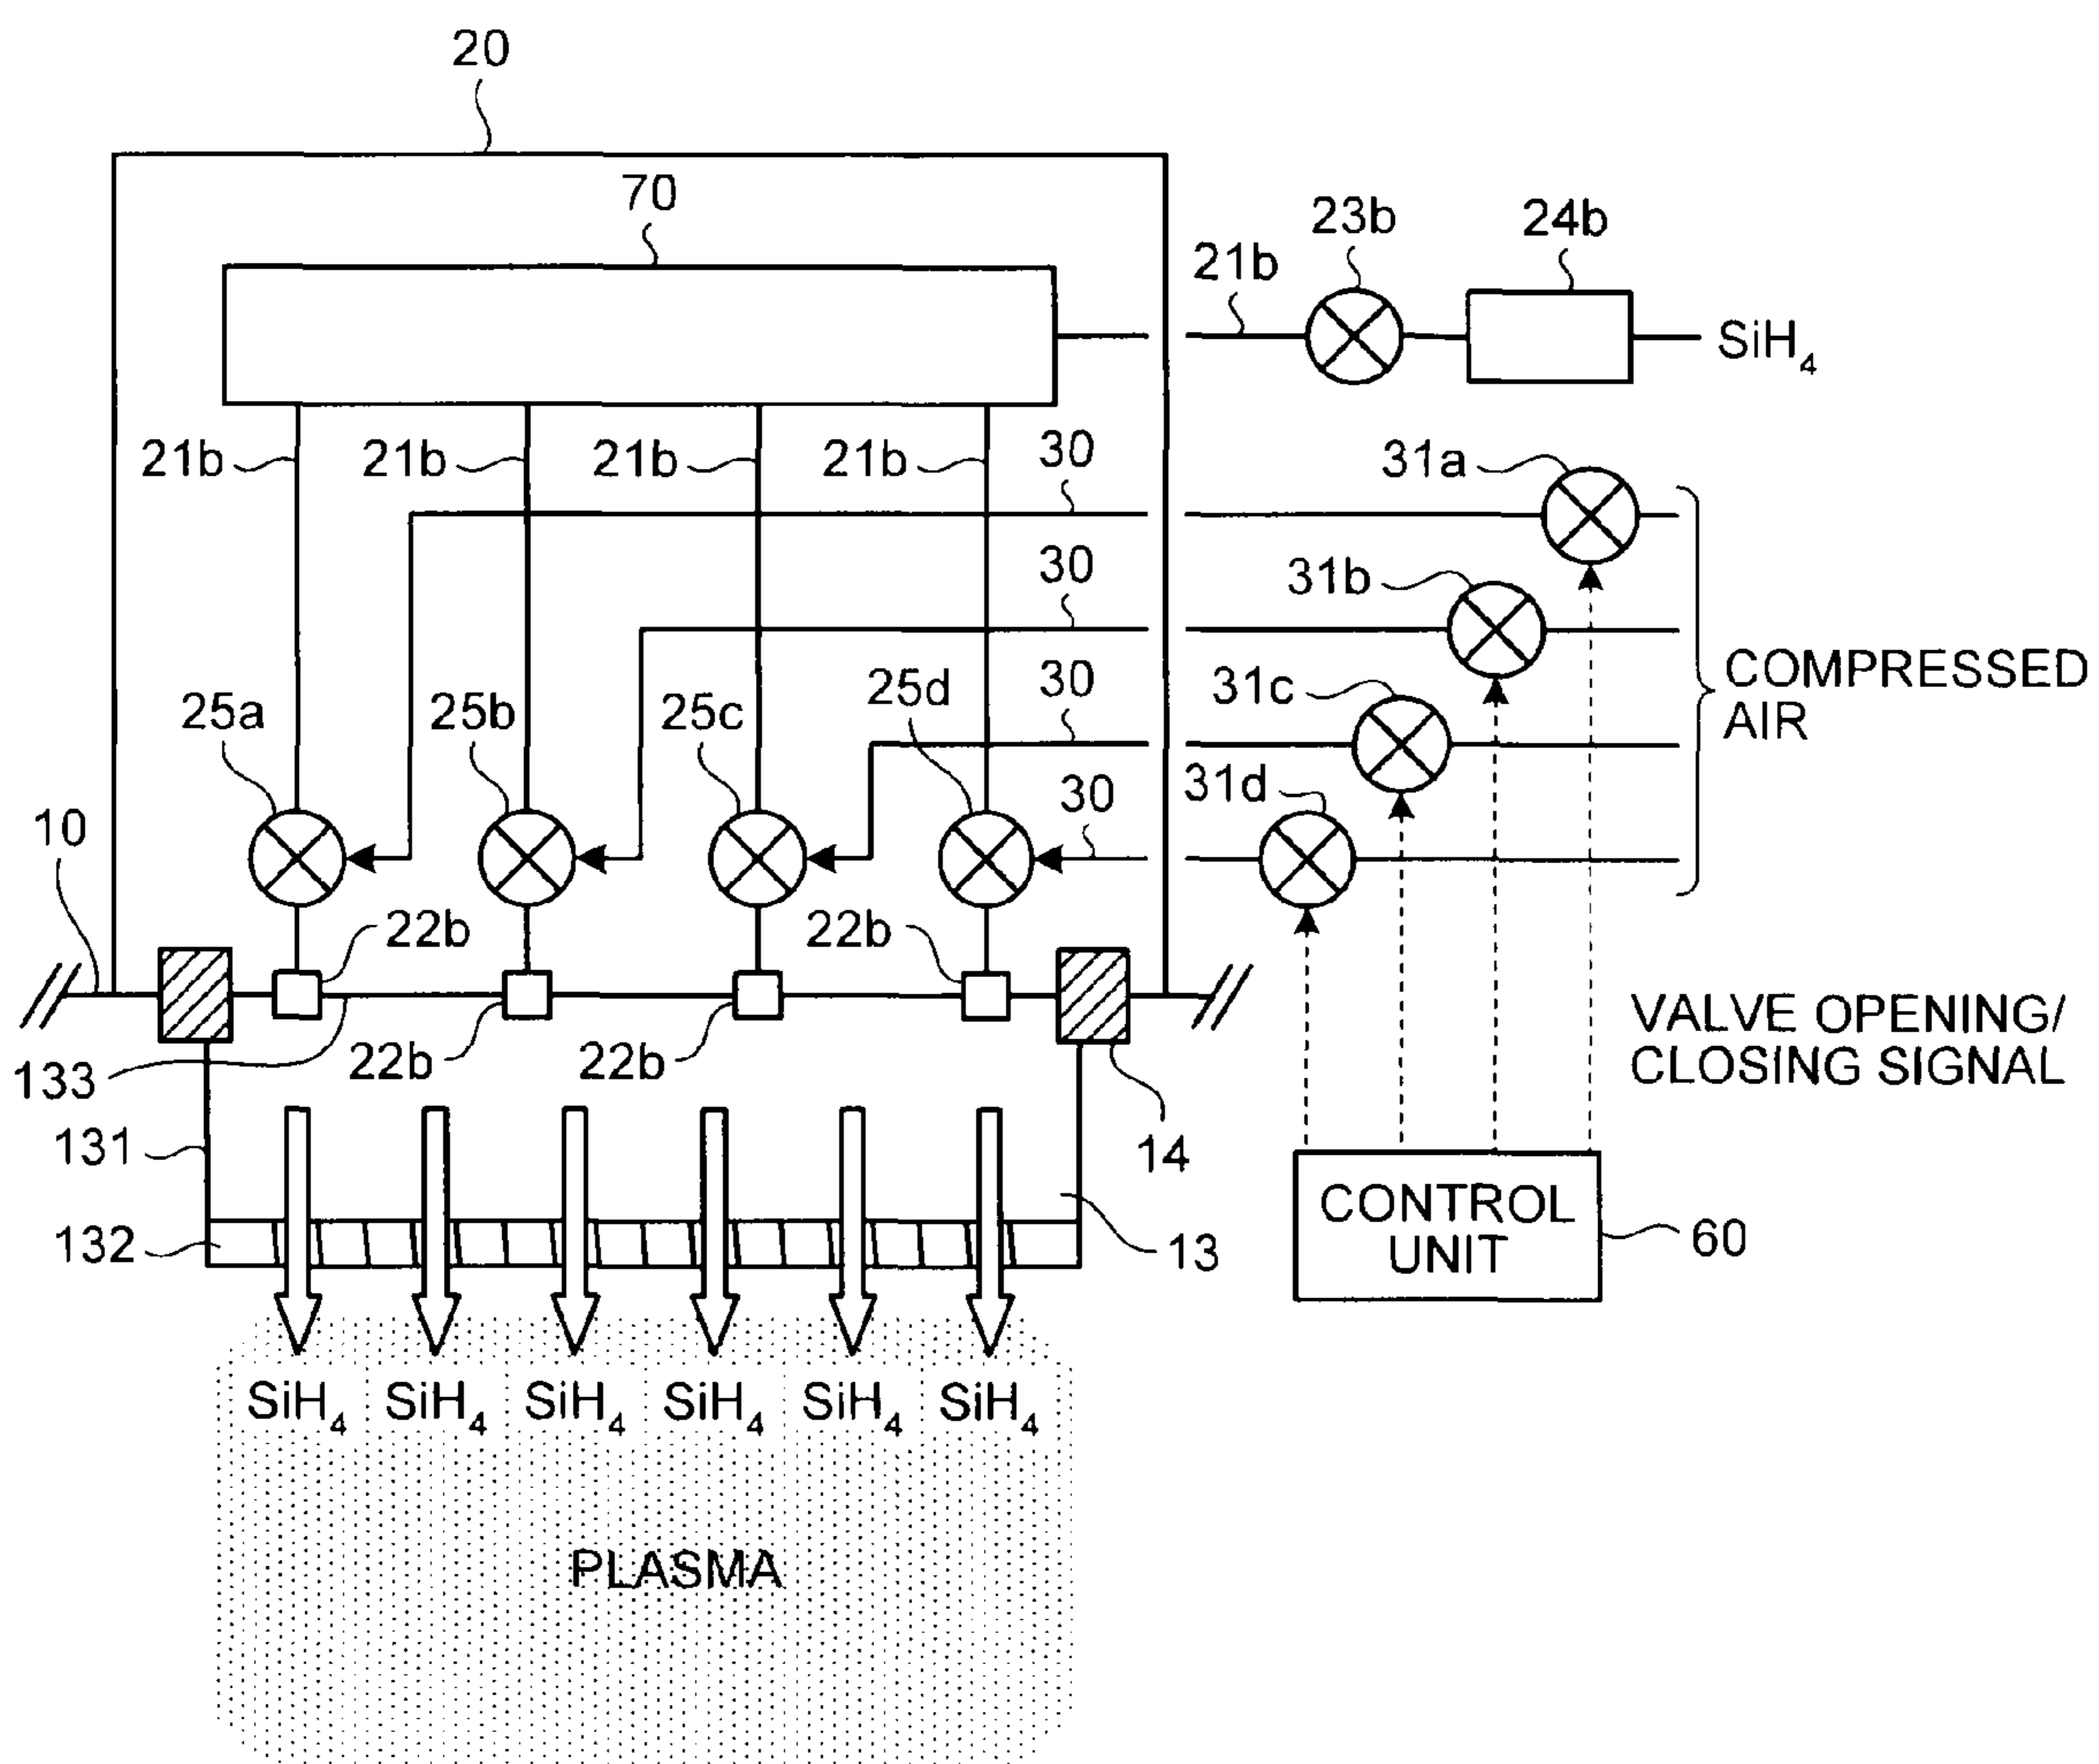 20
70
23b
24b
21b
SiH4
21b
21b
21b
21b
30
31a
30
31b
30
31c
COMPRESSED
AIR
25a
25b
25c
25d
30
31d
10
22b
22b
133
22b
22b
VALVE OPENING/
CLOSING SIGNAL
131
14
132
13
CONTROL
UNIT
60
SiH4
SiH4
SiH4
SiH4
SiH4
SiH4
PLASMA